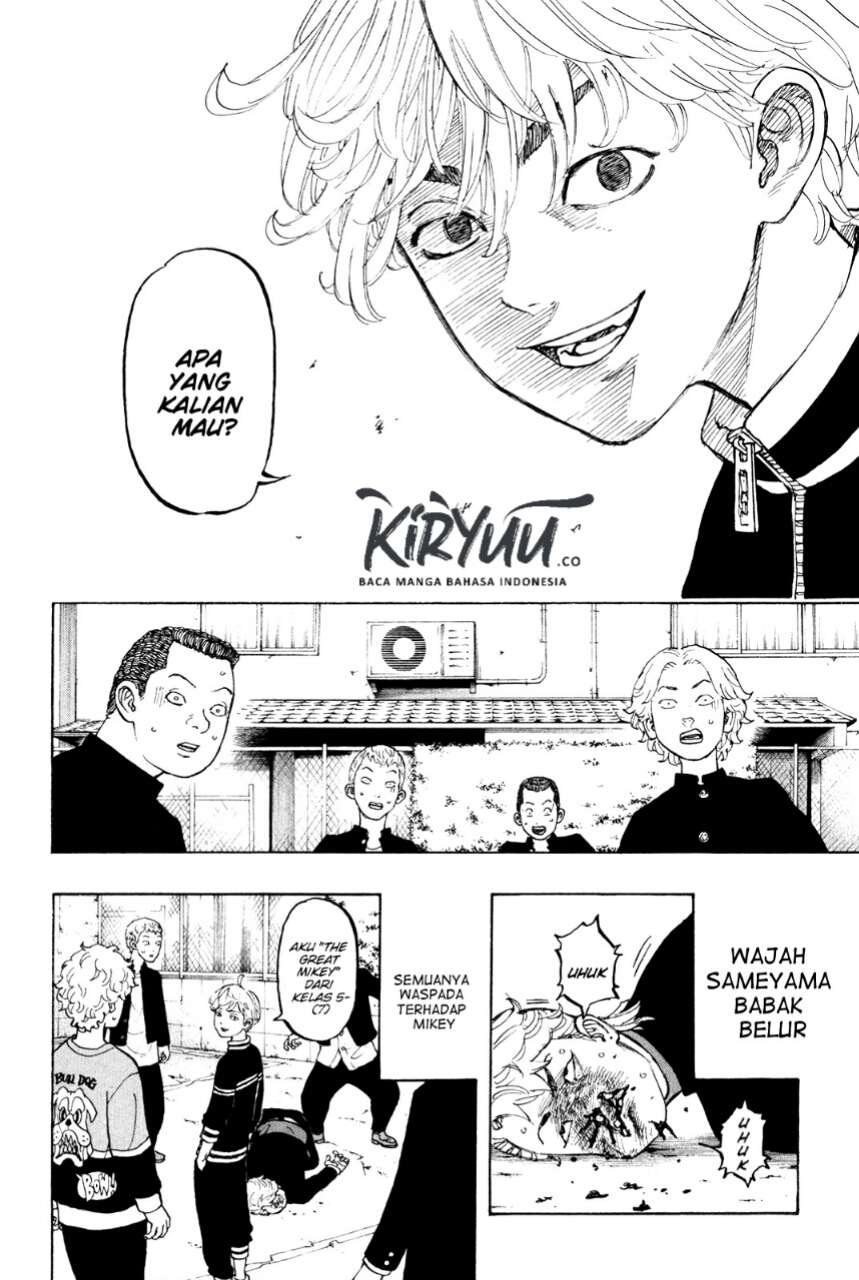 APA
YANG
KALIAN
MAU?
KIRYUU.CO
BACA MANGA BAHASA INDONESIA
WAJAH
SAMEYAMA
BABAK
BELUR
UHUK
UHUK
SEMUANYA
WASPADA
TERHADAP
MIKEY
AKU "THE
GREAT
MIKEY"
DARI
KELAS 5-
(7)
BULL DOG
BOW!!